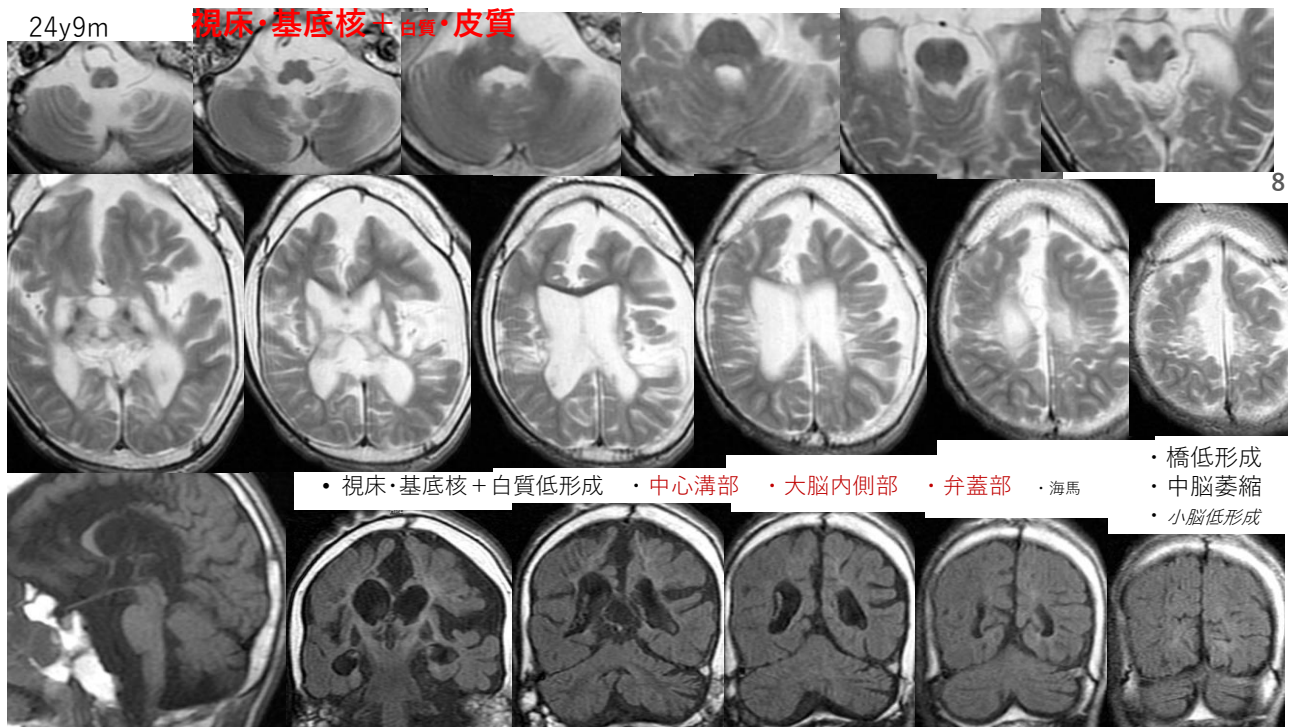 24y9m
視床・基底核＋白質・皮質
8
・橋低形成
• 視床・基底核＋白質低形成 ・中心溝部 ・大脳内側部 ・弁蓋部 ・海馬
・中脳萎縮
・小脳低形成